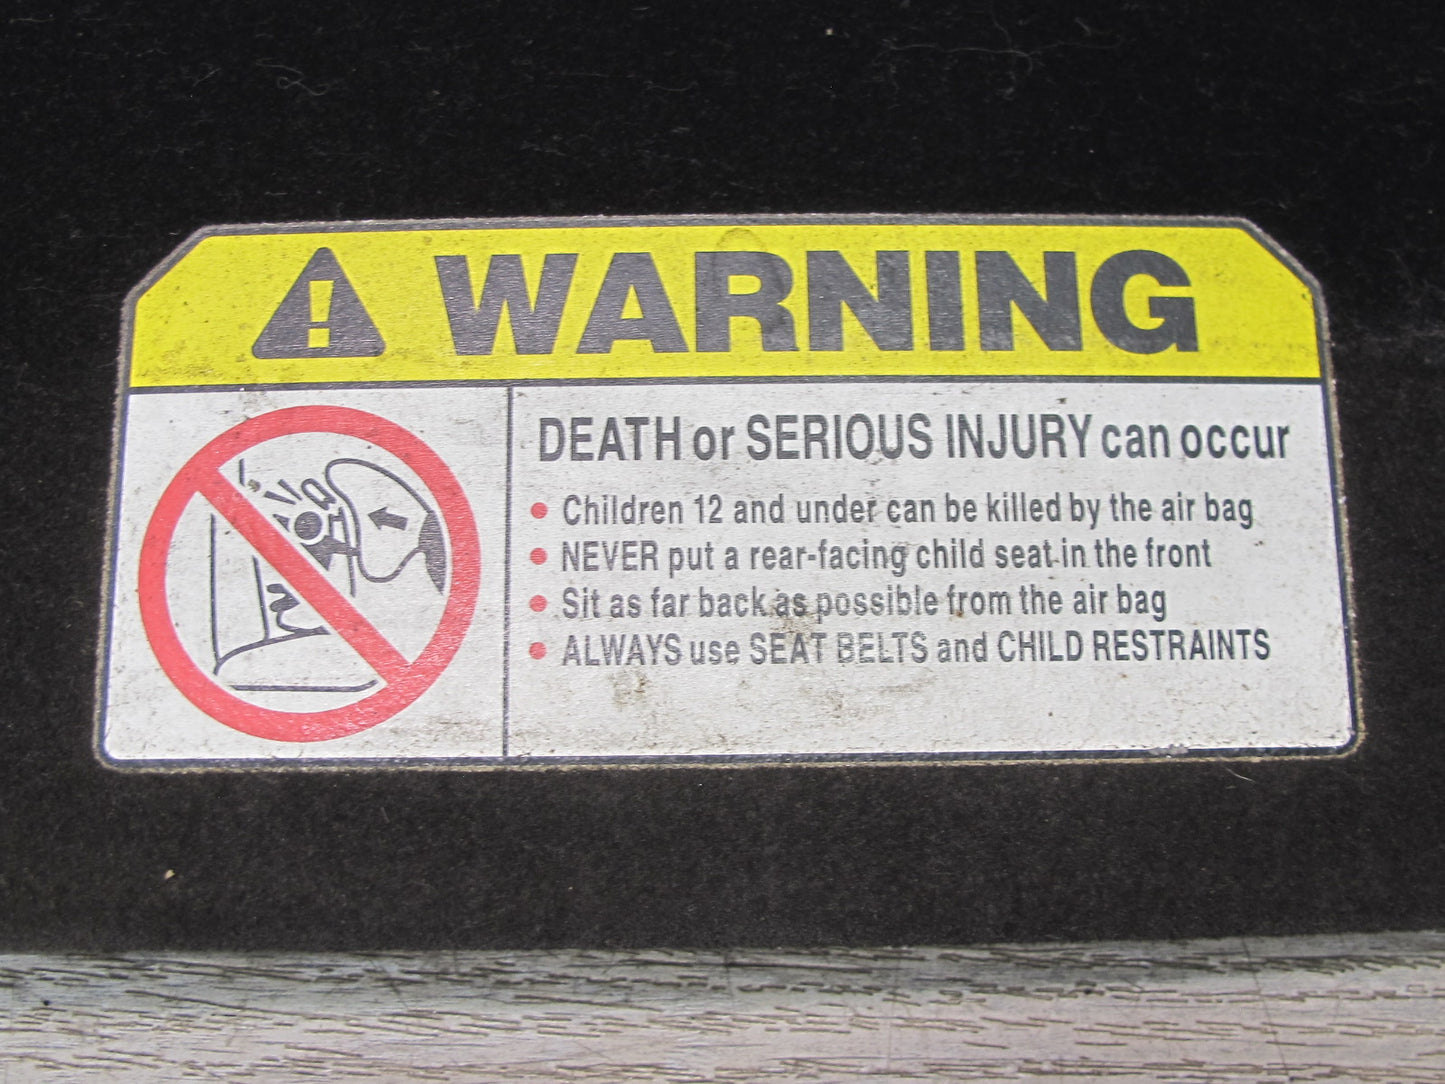 WARNING
DEATH or SERIOUS INJURY can occur
• Children 12 and under can be killed by the air bag
• NEVER put a rear-facing child seat in the front
• Sit as far back as possible from the air bag
• ALWAYS use SEAT BELTS and CHILD RESTRAINTS